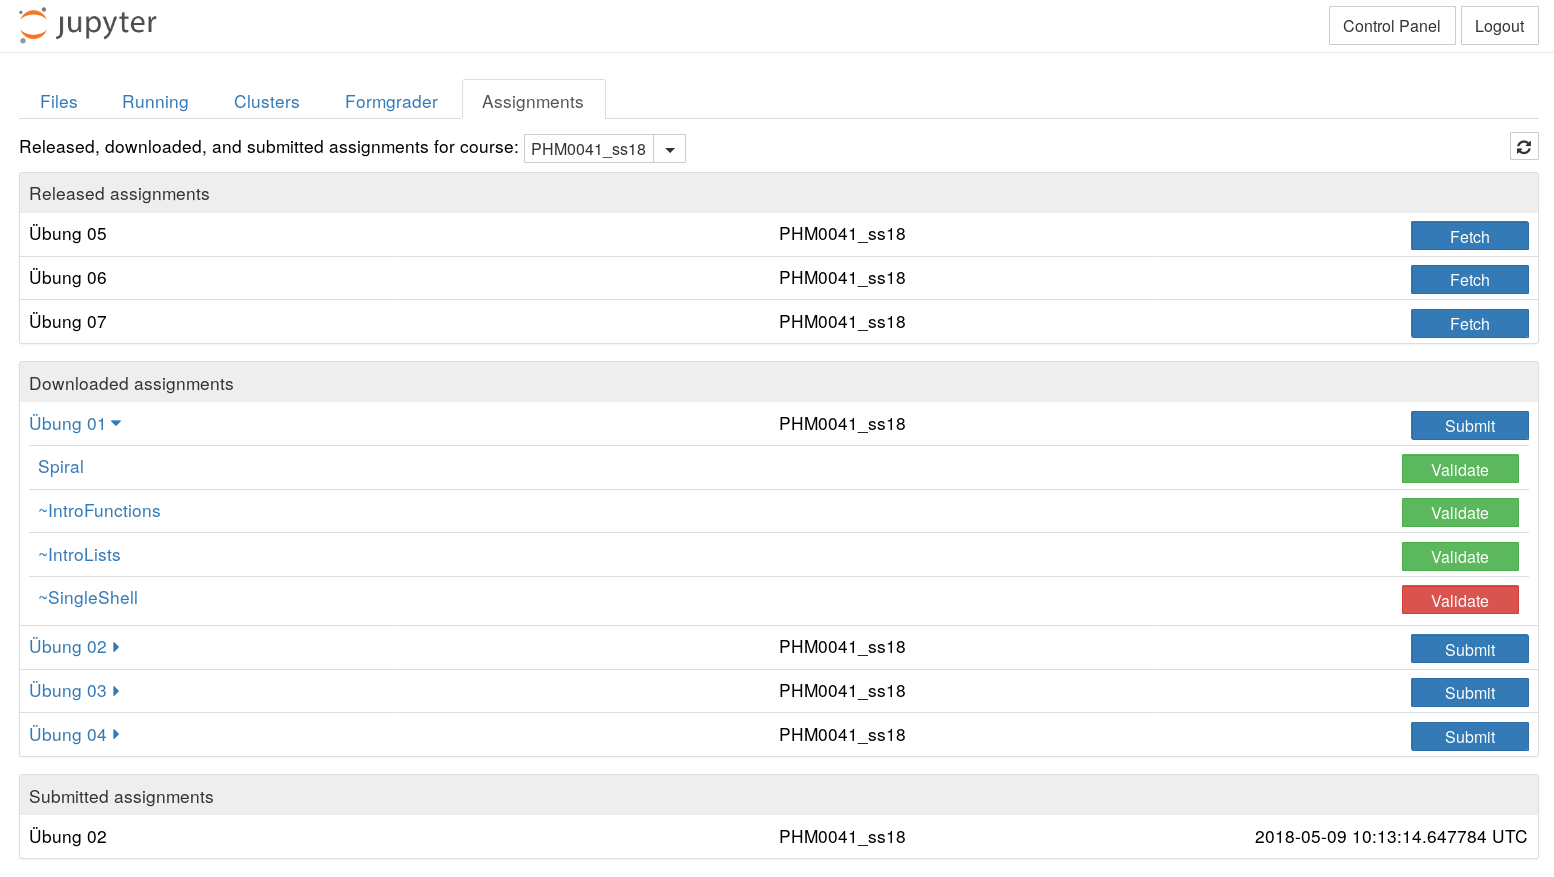 jupyter Control Panel Logout
Files Running Clusters Formgrader Assignments
Released, downloaded, and submitted assignments for course: PHM0041_ss18
Released assignments
Übung 05 PHM0041_ss18 Fetch
Übung 06 PHM0041_ss18 Fetch
Übung 07 PHM0041_ss18 Fetch
Downloaded assignments
Übung 01 PHM0041_ss18 Submit
Spiral Validate
~IntroFunctions Validate
~IntroLists Validate
~SingleShell Validate
Übung 02 PHM0041_ss18 Submit
Übung 03 PHM0041_ss18 Submit
Übung 04 PHM0041_ss18 Submit
Submitted assignments
Übung 02 PHM0041_ss18 2018-05-09 10:13:14.647784 UTC